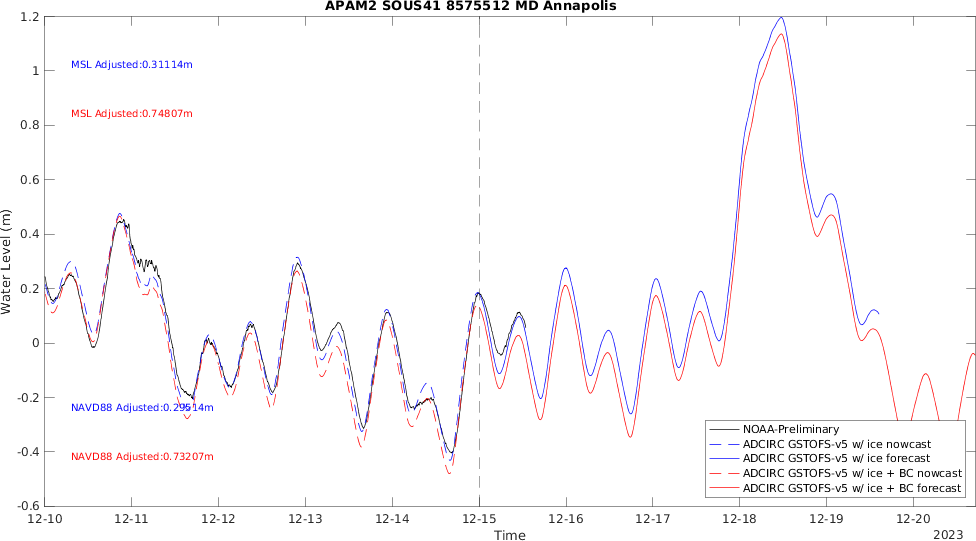 APAM2 SOUS41 8575512 MD Annapolis
1.2
1
0.8
0.6
0.4
0.2
0
-0.2
-0.4
-0.6
Water Level (m)
MSL Adjusted:0.31114m
MSL Adjusted:0.74807m
NAVD88 Adjusted:0.29514m
NAVD88 Adjusted:0.73207m
NOAA-Preliminary
ADCIRC GSTOFS-v5 w/ ice nowcast
ADCIRC GSTOFS-v5 w/ ice forecast
ADCIRC GSTOFS-v5 w/ ice + BC nowcast
ADCIRC GSTOFS-v5 w/ ice + BC forecast
12-10 12-11 12-12 12-13 12-14 12-15 12-16 12-17 12-18 12-19 12-20
Time
2023